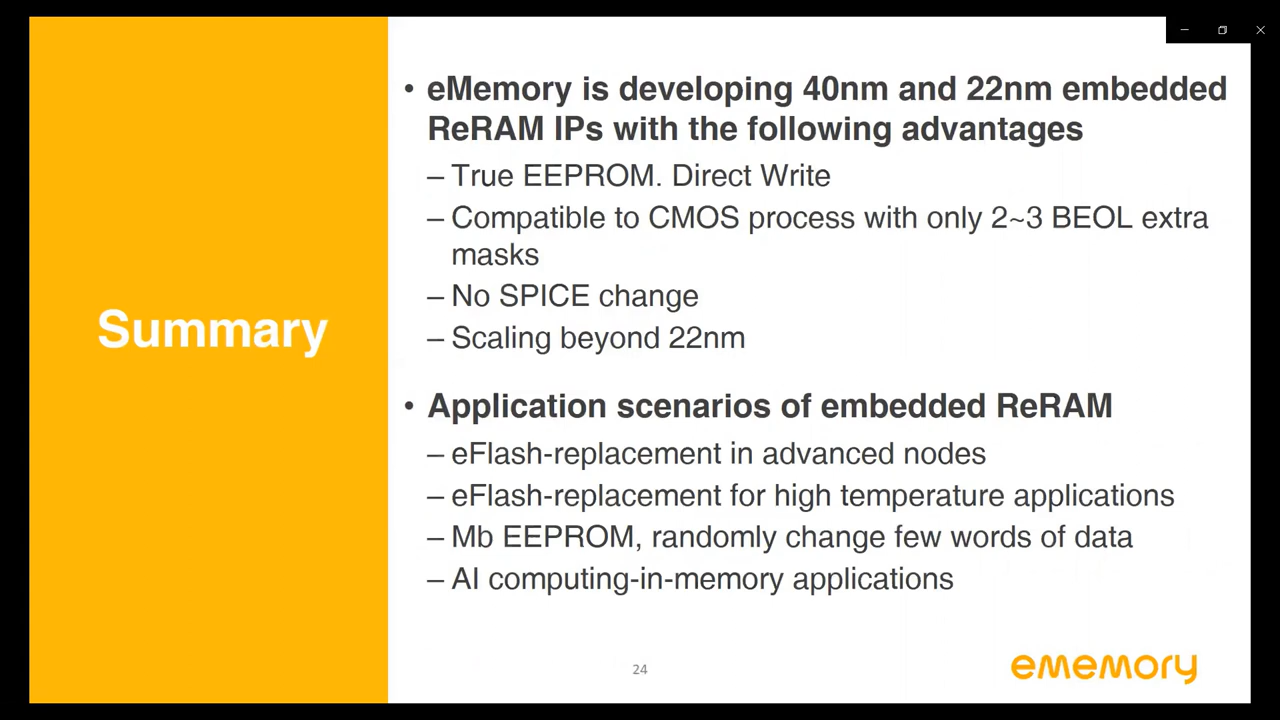 Summary
• eMemory is developing 40nm and 22nm embedded
ReRAM IPs with the following advantages
– True EEPROM. Direct Write
– Compatible to CMOS process with only 2~3 BEOL extra
masks
– No SPICE change
– Scaling beyond 22nm
• Application scenarios of embedded ReRAM
– eFlash-replacement in advanced nodes
– eFlash-replacement for high temperature applications
– Mb EEPROM, randomly change few words of data
– AI computing-in-memory applications
24
ememory